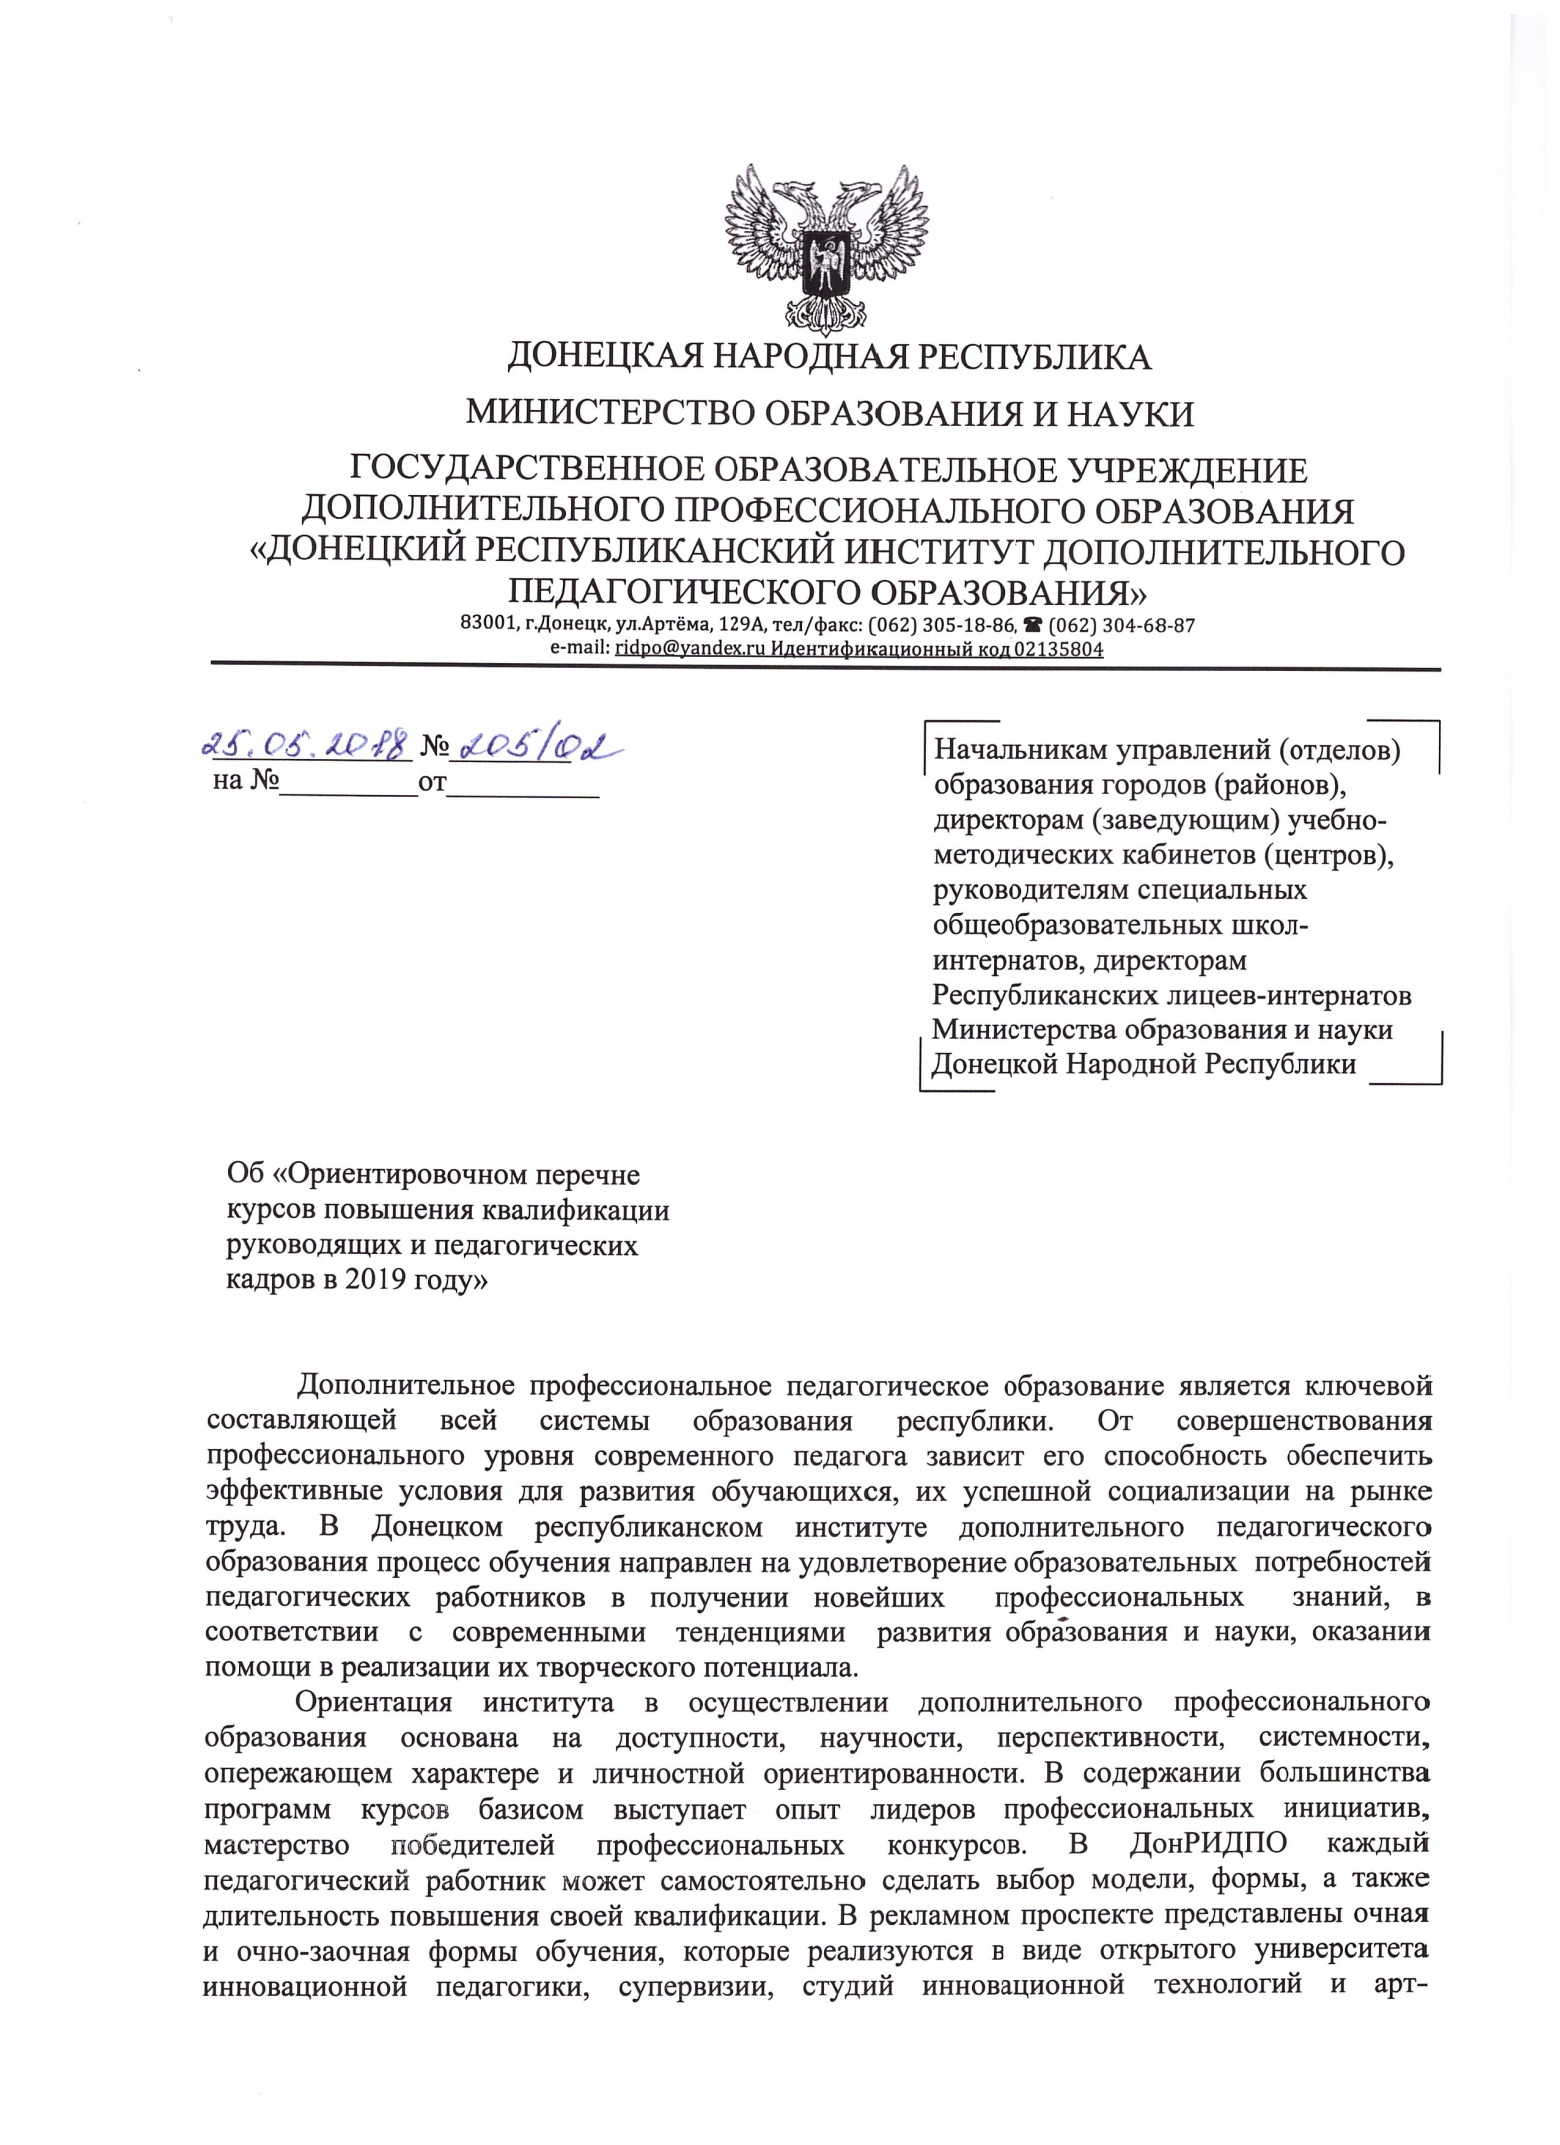 ДОНЕЦКАЯ НАРОДНАЯ РЕСПУБЛИКА
МИНИСТЕРСТВО ОБРАЗОВАНИЯ И НАУКИ
ГОСУДАРСТВЕННОЕ ОБРАЗОВАТЕЛЬНОЕ УЧРЕЖДЕНИЕ
ДОПОЛНИТЕЛЬНОГО ПРОФЕССИОНАЛЬНОГО ОБРАЗОВАНИЯ
«ДОНЕЦКИЙ РЕСПУБЛИКАНСКИЙ ИНСТИТУТ ДОПОЛНИТЕЛЬНОГО
ПЕДАГОГИЧЕСКОГО ОБРАЗОВАНИЯ»
83001, г.Донецк, ул.Артёма, 129А, тел/факс: (062) 305-18-86, ☎ (062) 304-68-87
e-mail: ridpo@yandex.ru Идентификационный код 02135804
25.05.2018 № 205/02
на №__________от___________
Начальникам управлений (отделов)
образования городов (районов),
директорам (заведующим) учебно-
методических кабинетов (центров),
руководителям специальных
общеобразовательных школ-
интернатов, директорам
Республиканских лицеев-интернатов
Министерства образования и науки
Донецкой Народной Республики
Об «Ориентировочном перечне
курсов повышения квалификации
руководящих и педагогических
кадров в 2019 году»
Дополнительное профессиональное педагогическое образование является ключевой
составляющей всей системы образования республики. От совершенствования
профессионального уровня современного педагога зависит его способность обеспечить
эффективные условия для развития обучающихся, их успешной социализации на рынке
труда. В Донецком республиканском институте дополнительного педагогического
образования процесс обучения направлен на удовлетворение образовательных потребностей
педагогических работников в получении новейших профессиональных знаний, в
соответствии с современными тенденциями развития образования и науки, оказании
помощи в реализации их творческого потенциала.
Ориентация института в осуществлении дополнительного профессионального
образования основана на доступности, научности, перспективности, системности,
опережающем характере и личностной ориентированности. В содержании большинства
программ курсов базисом выступает опыт лидеров профессиональных инициатив,
мастерство победителей профессиональных конкурсов. В ДонРИДПО каждый
педагогический работник может самостоятельно сделать выбор модели, формы, а также
длительность повышения своей квалификации. В рекламном проспекте представлены очная
и очно-заочная формы обучения, которые реализуются в виде открытого университета
инновационной педагогики, супервизии, студий инновационной технологий и арт-